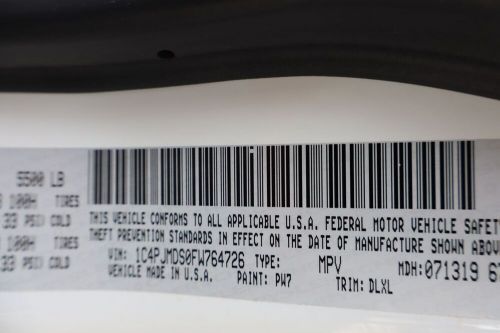 5500 LB
100H TIRES
33 PSI/ COLD
100H TIRES
33 PSI/ COLD
THIS VEHICLE CONFORMS TO ALL APPLICABLE U.S.A. FEDERAL MOTOR VEHICLE SAFET
THEFT PREVENTION STANDARDS IN EFFECT ON THE DATE OF MANUFACTURE SHOWN ABOV
VIN: 1C4PJMDS0FW764726 TYPE: MPV MDH:071319
VEHICLE MADE IN U.S.A. PAINT: PW7 TRIM: DLXL